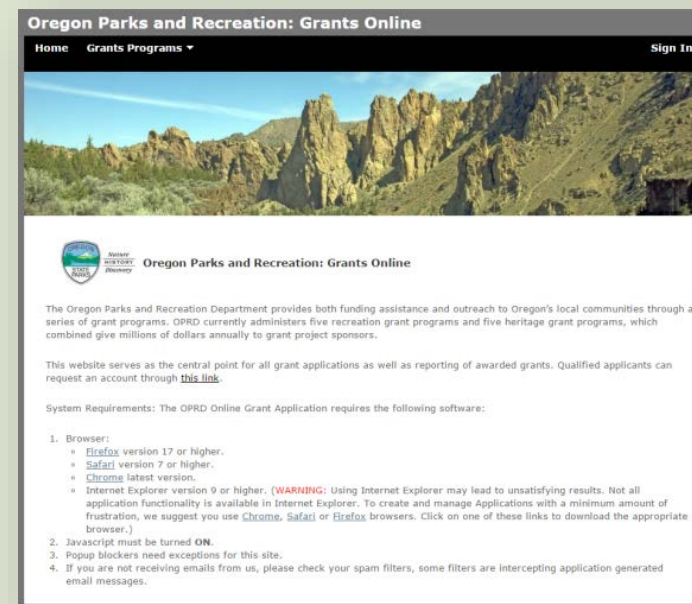 Oregon Parks and Recreation: Grants Online
Home Grants Programs ▾ Sign In
OREGON
STATE
PARKS
Nature
HISTORY
Discovery
Oregon Parks and Recreation: Grants Online
The Oregon Parks and Recreation Department provides both funding assistance and outreach to Oregon's local communities through a
series of grant programs. OPRD currently administers five recreation grant programs and five heritage grant programs, which
combined give millions of dollars annually to grant project sponsors.
This website serves as the central point for all grant applications as well as reporting of awarded grants. Qualified applicants can
request an account through this link.
System Requirements: The OPRD Online Grant Application requires the following software:
1. Browser:
Firefox version 17 or higher.
Safari version 7 or higher.
Chrome latest version.
Internet Explorer version 9 or higher. (WARNING: Using Internet Explorer may lead to unsatisfying results. Not all
application functionality is available in Internet Explorer. To create and manage Applications with a minimum amount of
frustration, we suggest you use Chrome, Safari or Firefox browsers. Click on one of these links to download the appropriate
browser.)
2. Javascript must be turned ON.
3. Popup blockers need exceptions for this site.
4. If you are not receiving emails from us, please check your spam filters, some filters are intercepting application generated
email messages.